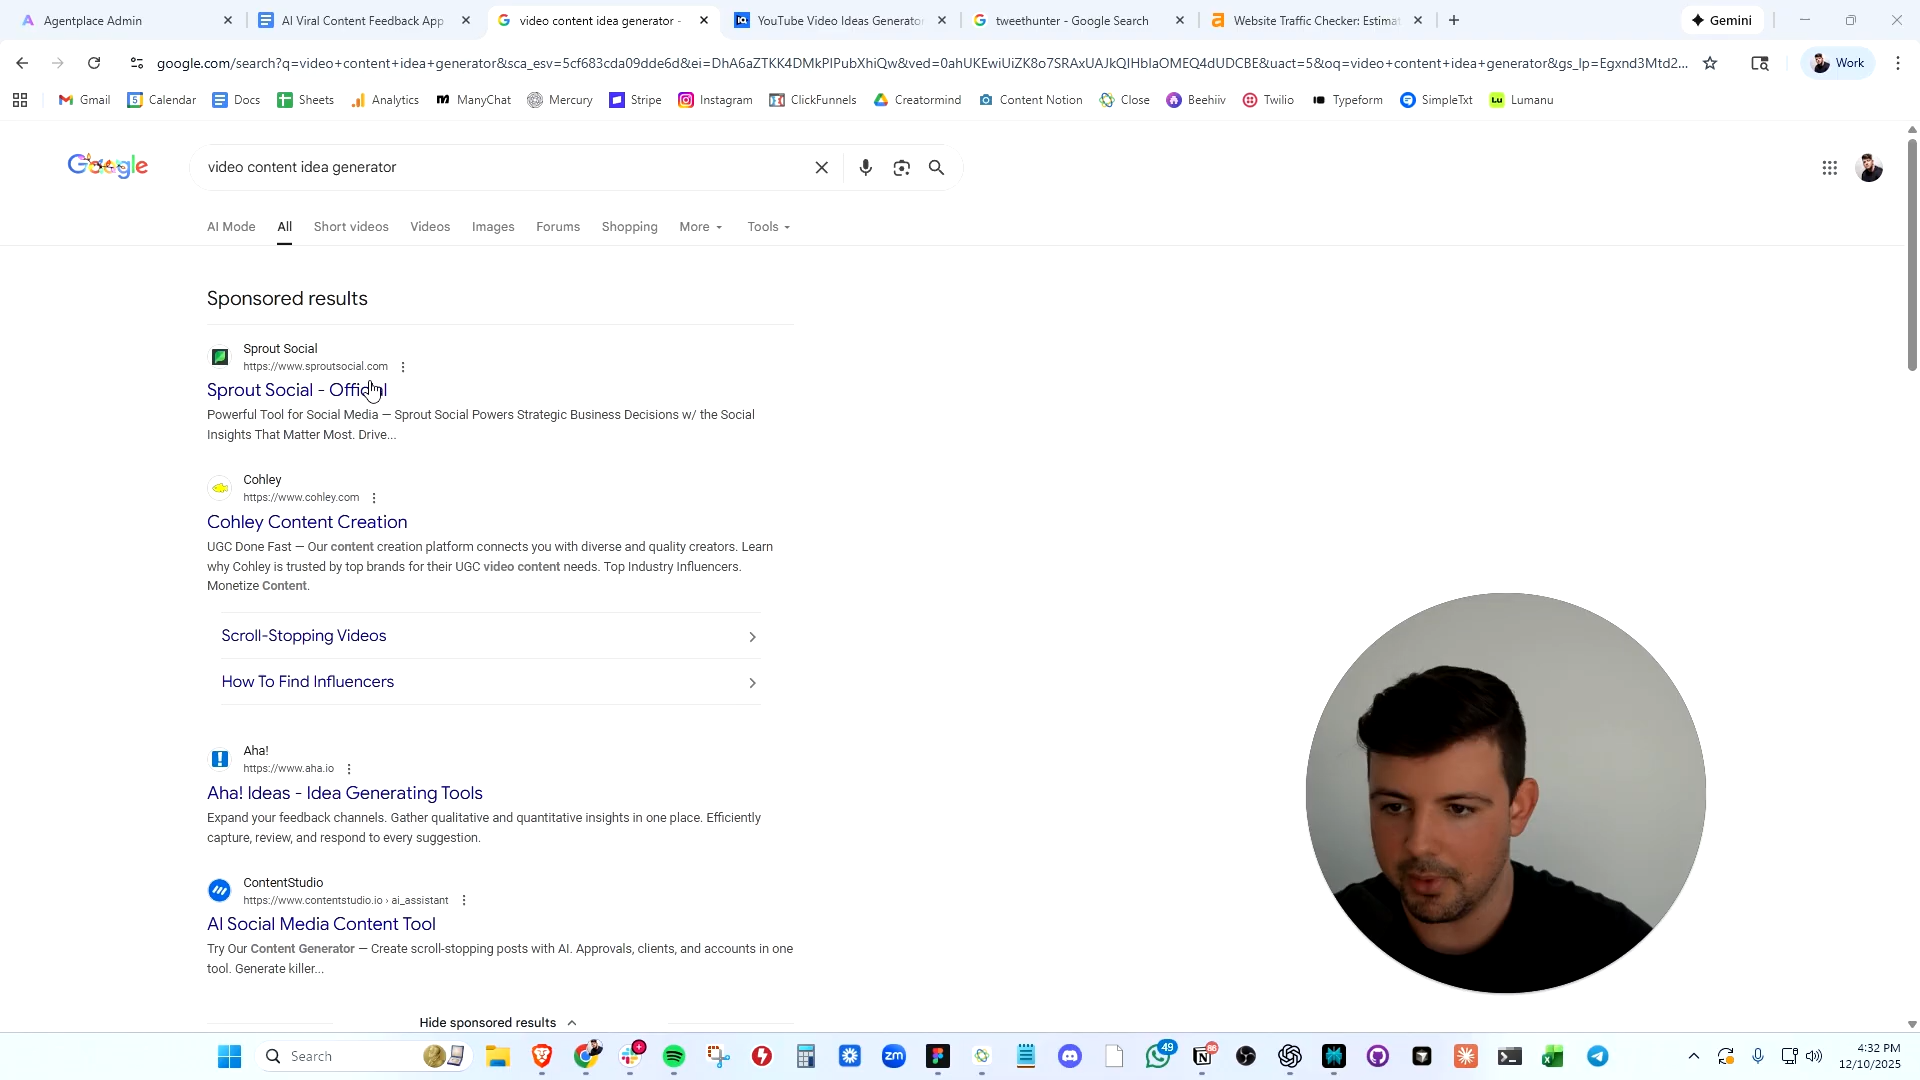 Agentplace Admin
AI Viral Content Feedback App
video content idea generator -
YouTube Video Ideas Generator
tweethunter - Google Search
Website Traffic Checker: Estimat
Gemini
google.com/search?q=video+content+idea+generator&sca_esv=5cf683cda09dde6d&ei=DhA6aZTKK4DMkPIPubXhiQw&ved=0ahUKEwiUiZK8o7SRAxUAJkQIHblaOMEQ4dUDCBE&uact=5&oq=video+content+idea+generator&gs_lp=Egxnd3Mtd2...
Work
Gmail
Calendar
Docs
Sheets
Analytics
ManyChat
Mercury
Stripe
Instagram
ClickFunnels
Creatormind
Content Notion
Close
Beehiiv
Twilio
Typeform
SimpleTxt
Lumanu
Google
video content idea generator
AI Mode
All
Short videos
Videos
Images
Forums
Shopping
More
Tools
Sponsored results
Sprout Social
https://www.sproutsocial.com
Sprout Social - Official
Powerful Tool for Social Media — Sprout Social Powers Strategic Business Decisions w/ the Social
Insights That Matter Most. Drive...
Cohley
https://www.cohley.com
Cohley Content Creation
UGC Done Fast — Our content creation platform connects you with diverse and quality creators. Learn
why Cohley is trusted by top brands for their UGC video content needs. Top Industry Influencers.
Monetize Content.
Scroll-Stopping Videos
How To Find Influencers
Aha!
https://www.aha.io
Aha! Ideas - Idea Generating Tools
Expand your feedback channels. Gather qualitative and quantitative insights in one place. Efficiently
capture, review, and respond to every suggestion.
ContentStudio
https://www.contentstudio.io › ai_assistant
AI Social Media Content Tool
Try Our Content Generator — Create scroll-stopping posts with AI. Approvals, clients, and accounts in one
tool. Generate killer...
Hide sponsored results
Search
zm
49
86
4:32 PM
12/10/2025